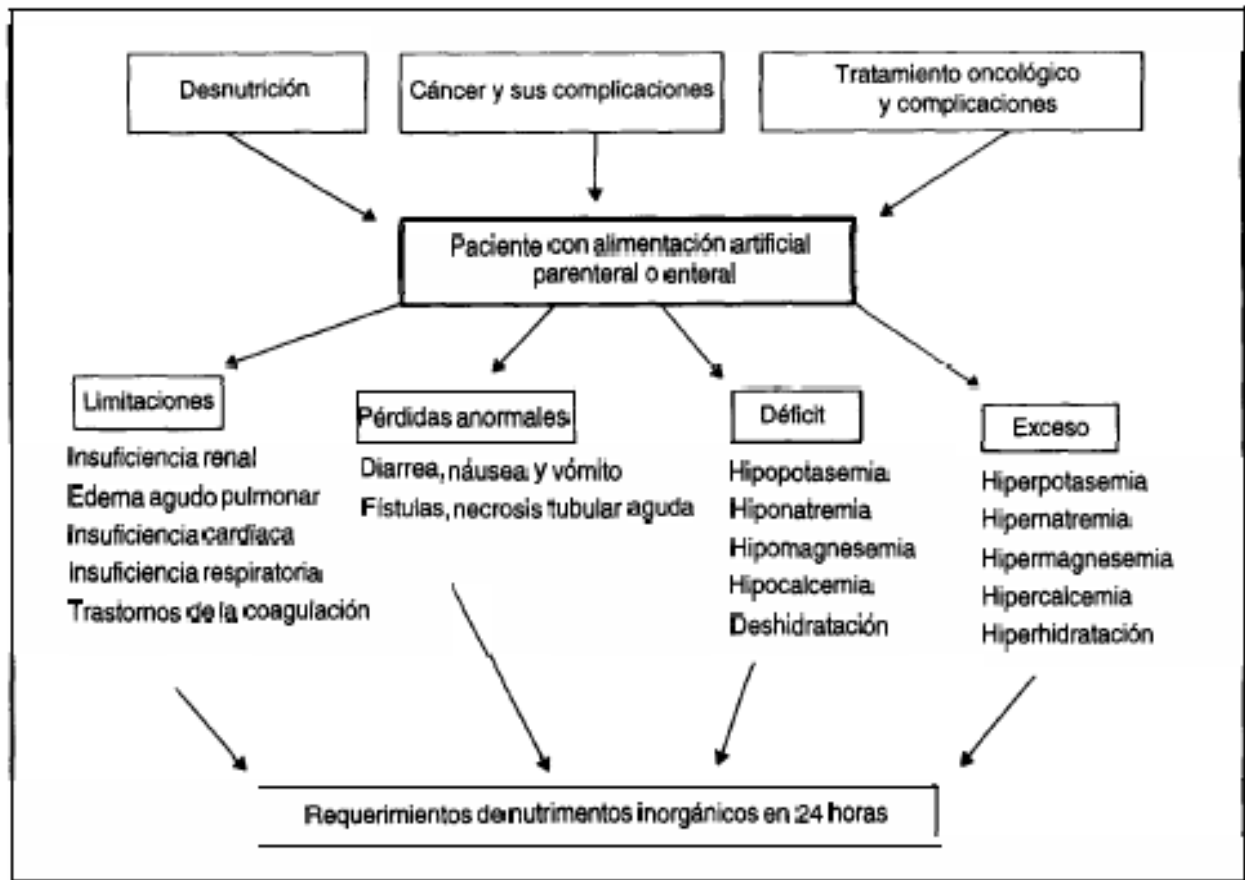 Desnutrición
Cáncer y sus complicaciones
Tratamiento oncológico
y complicaciones
Paciente con alimentación artificial
parenteral o enteral
Limitaciones
Insuficiencia renal
Edema agudo pulmonar
Insuficiencia cardíaca
Insuficiencia respiratoria
Trastornos de la coagulación
Pérdidas anormales
Diarrea, náusea y vómito
Fístulas, necrosis tubular aguda
Déficit
Hipopotasemia
Hiponatremia
Hipomagnesemia
Hipocalcemia
Deshidratación
Exceso
Hiperpotasemia
Hipernatremia
Hipermagnesemia
Hipercalcemia
Hiperhidratación
Requerimientos de nutrimentos inorgánicos en 24 horas